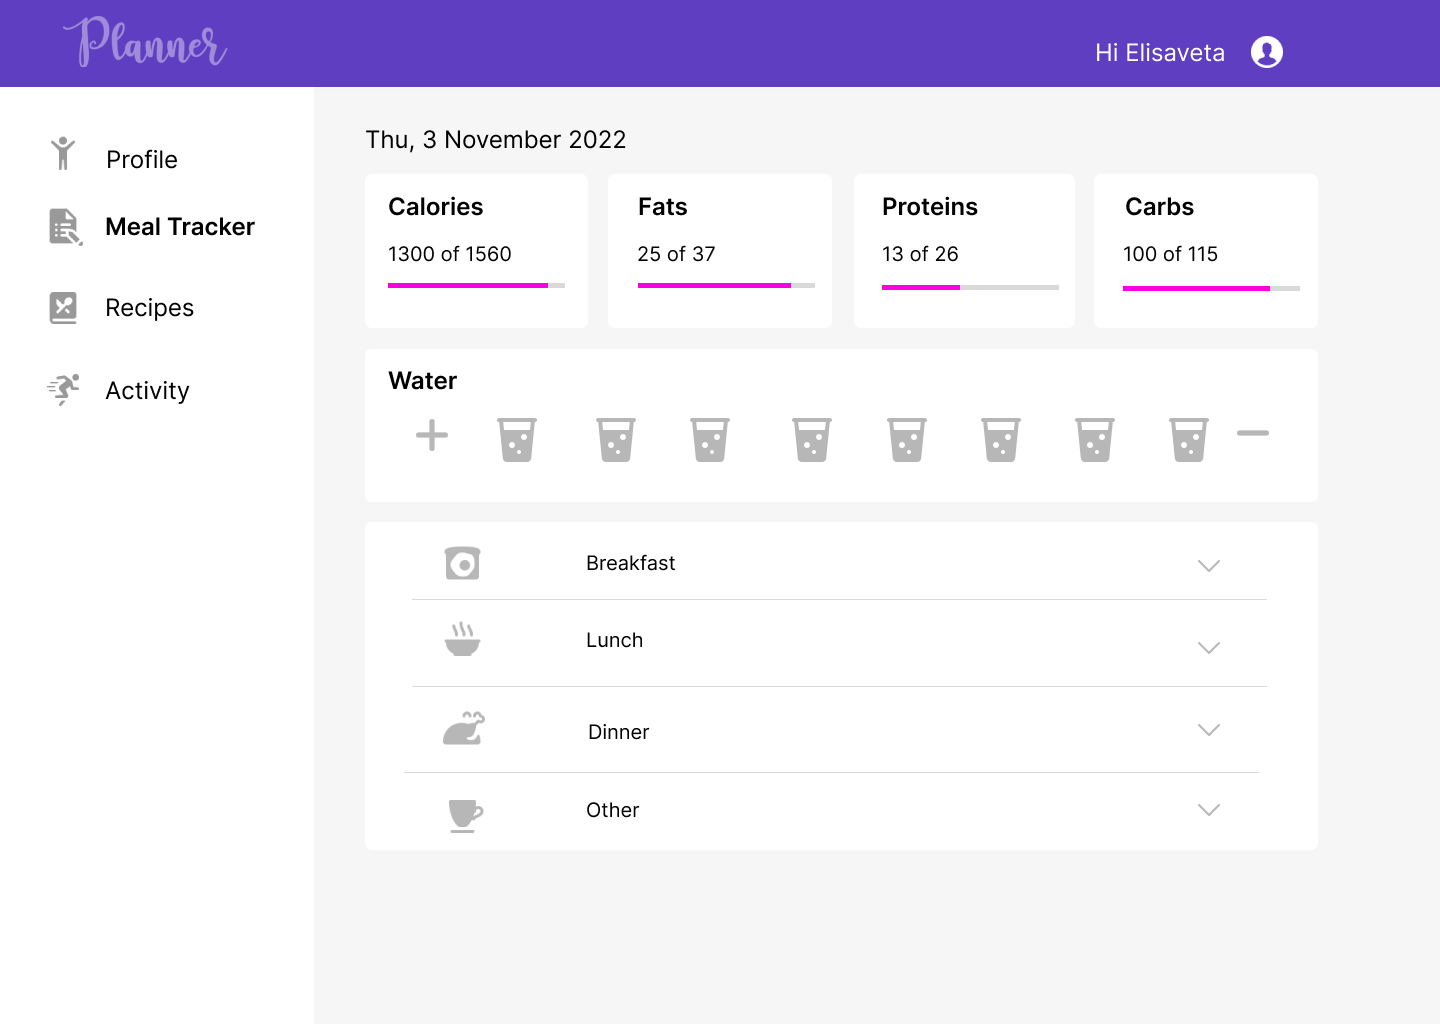 Planner
Hi Elisaveta
Profile
Meal Tracker
Recipes
Activity
Thu, 3 November 2022
Calories
1300 of 1560
Fats
25 of 37
Proteins
13 of 26
Carbs
100 of 115
Water
Breakfast
Lunch
Dinner
Other